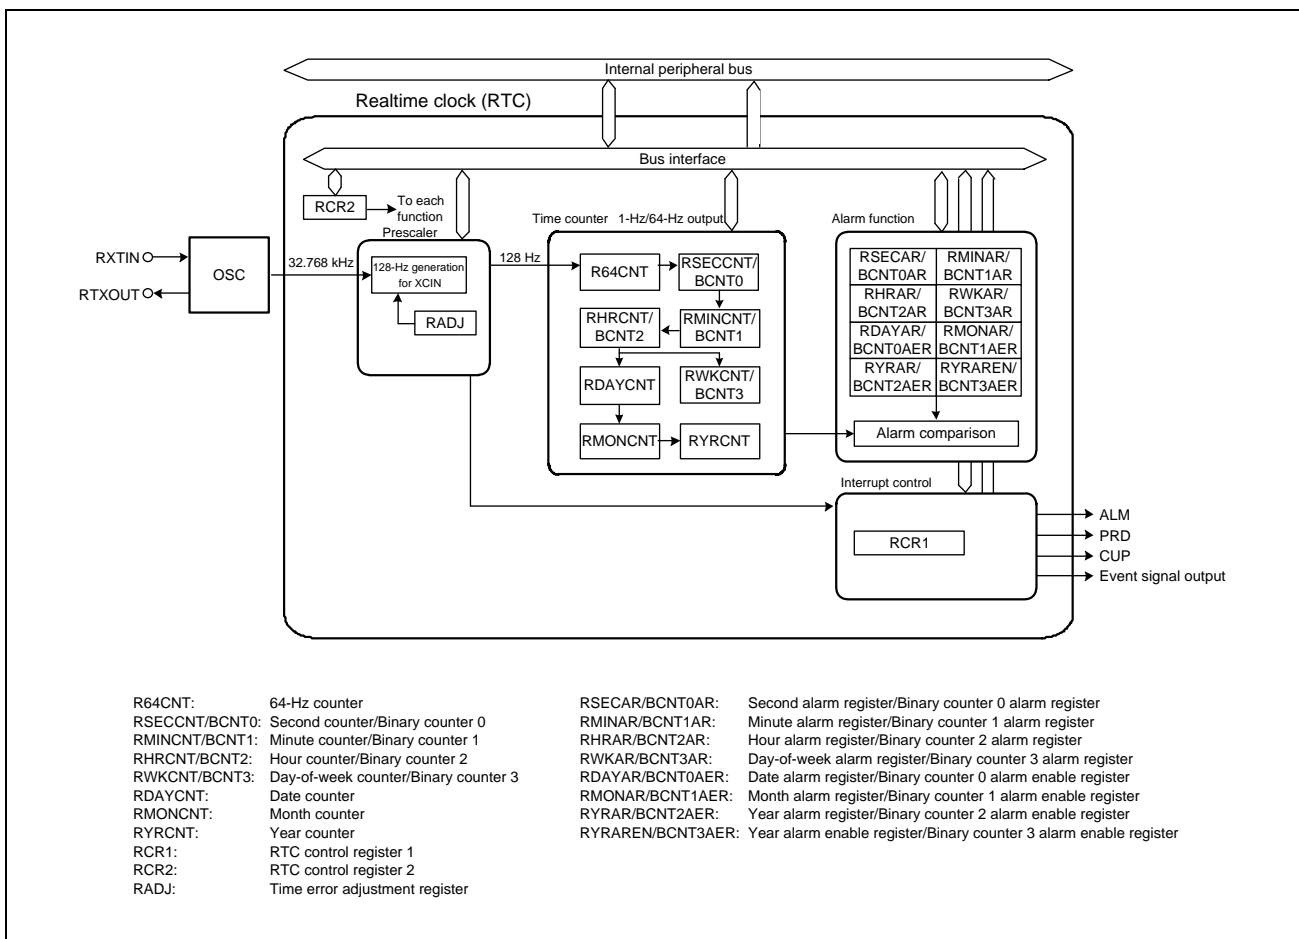 Internal peripheral bus
Realtime clock (RTC)
Bus interface
RCR2
To each
function
Prescaler
Time counter 1-Hz/64-Hz output
Alarm function
RXTIN
RTXOUT
OSC
32.768 kHz
128-Hz generation
for XCIN
RADJ
128 Hz
R64CNT
RSECCNT/
BCNT0
RHRCNT/
BCNT2
RMINCNT/
BCNT1
RDAYCNT
RWKCNT/
BCNT3
RMONCNT
RYRCNT
RSECAR/
BCNT0AR
RMINAR/
BCNT1AR
RHRAR/
BCNT2AR
RWKAR/
BCNT3AR
RDAYAR/
BCNT0AER
RMONAR/
BCNT1AER
RYRAR/
BCNT2AER
RYRAREN/
BCNT3AER
Alarm comparison
Interrupt control
RCR1
ALM
PRD
CUP
Event signal output
R64CNT: 64-Hz counter
RSECCNT/BCNT0: Second counter/Binary counter 0
RMINCNT/BCNT1: Minute counter/Binary counter 1
RHRCNT/BCNT2: Hour counter/Binary counter 2
RWKCNT/BCNT3: Day-of-week counter/Binary counter 3
RDAYCNT: Date counter
RMONCNT: Month counter
RYRCNT: Year counter
RCR1: RTC control register 1
RCR2: RTC control register 2
RADJ: Time error adjustment register
RSECAR/BCNT0AR: Second alarm register/Binary counter 0 alarm register
RMINAR/BCNT1AR: Minute alarm register/Binary counter 1 alarm register
RHRAR/BCNT2AR: Hour alarm register/Binary counter 2 alarm register
RWKAR/BCNT3AR: Day-of-week alarm register/Binary counter 3 alarm register
RDAYAR/BCNT0AER: Date alarm register/Binary counter 0 alarm enable register
RMONAR/BCNT1AER: Month alarm register/Binary counter 1 alarm enable register
RYRAR/BCNT2AER: Year alarm register/Binary counter 2 alarm enable register
RYRAREN/BCNT3AER: Year alarm enable register/Binary counter 3 alarm enable register